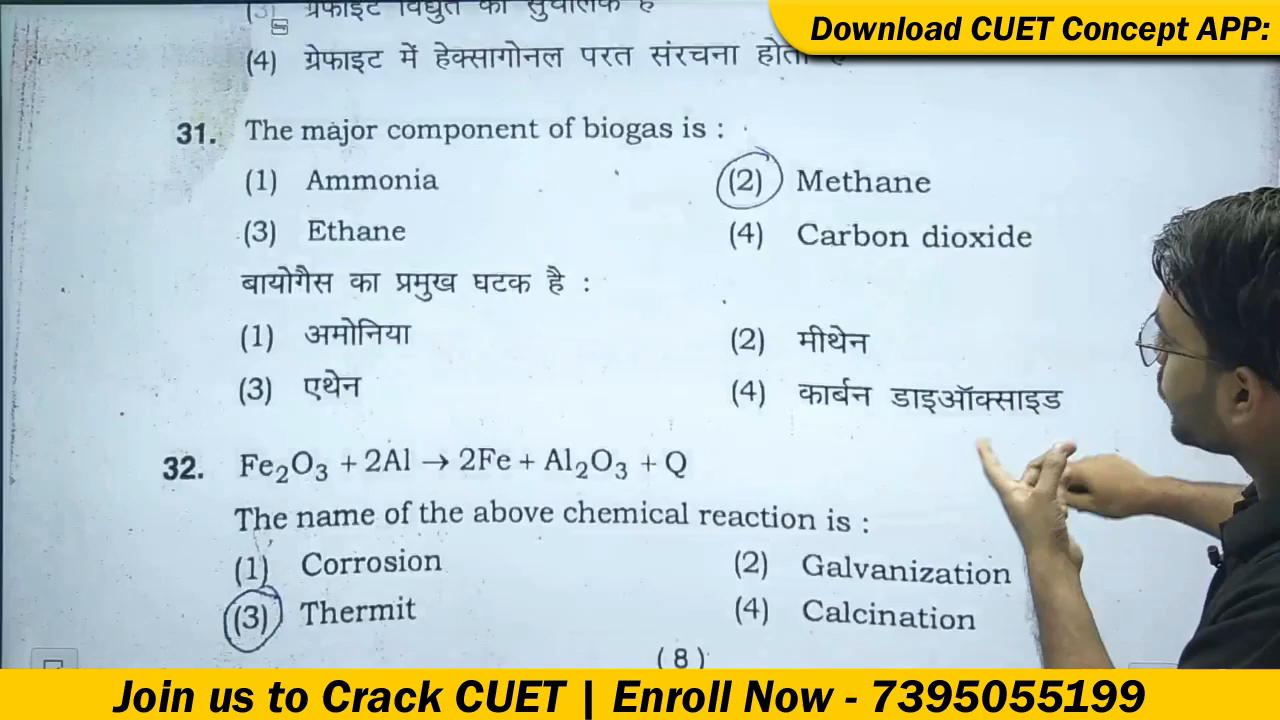 (3) ग्रेफाइट विद्युत का सुचालक है
Download CUET Concept APP:
(4) ग्रेफाइट में हेक्सागोनल परत संरचना होती है
31. The major component of biogas is :
(1) Ammonia (2) Methane
(3) Ethane (4) Carbon dioxide
बायोगैस का प्रमुख घटक है :
(1) अमोनिया (2) मीथेन
(3) एथेन (4) कार्बन डाइऑक्साइड
32. Fe₂O₃ + 2Al → 2Fe + Al₂O₃ + Q
The name of the above chemical reaction is :
(1) Corrosion (2) Galvanization
(3) Thermit (4) Calcination
( 8 )
Join us to Crack CUET | Enroll Now - 7395055199